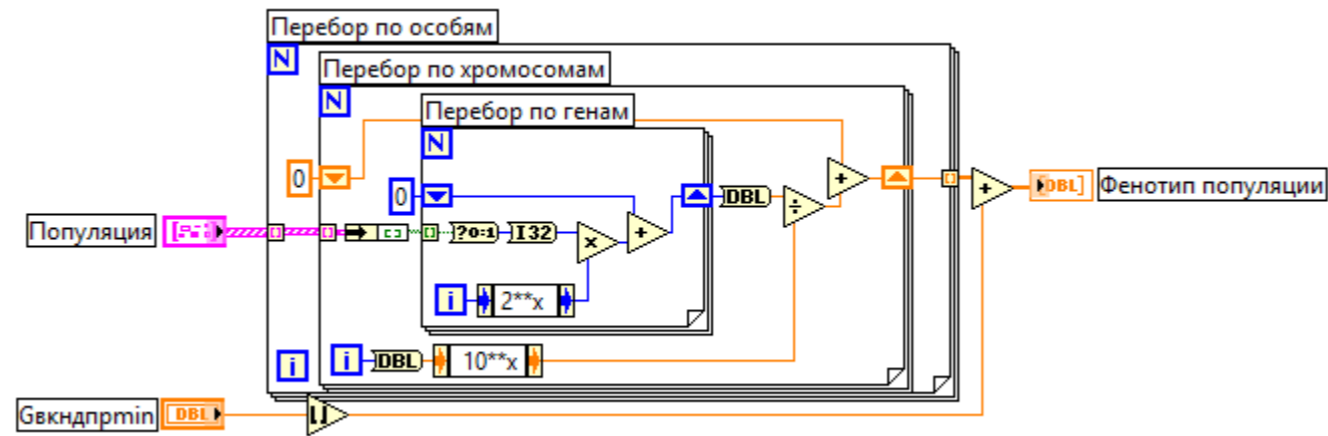 Перебор по особям
N
Перебор по хромосомам
N
Перебор по генам
N
0
0
DBL
÷
+
+
DBL]
Фенотип популяции
Популяция
?0:1
I32
x
+
i
2**x
i
i
DBL
10**x
Gвкндпрmin
DBL